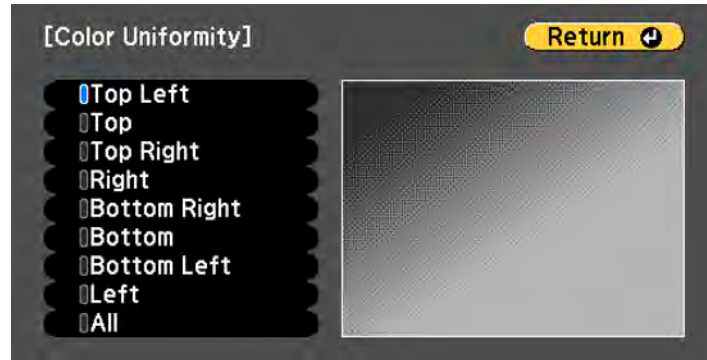 [Color Uniformity]
Return
Top Left
Top
Top Right
Right
Bottom Right
Bottom
Bottom Left
Left
All